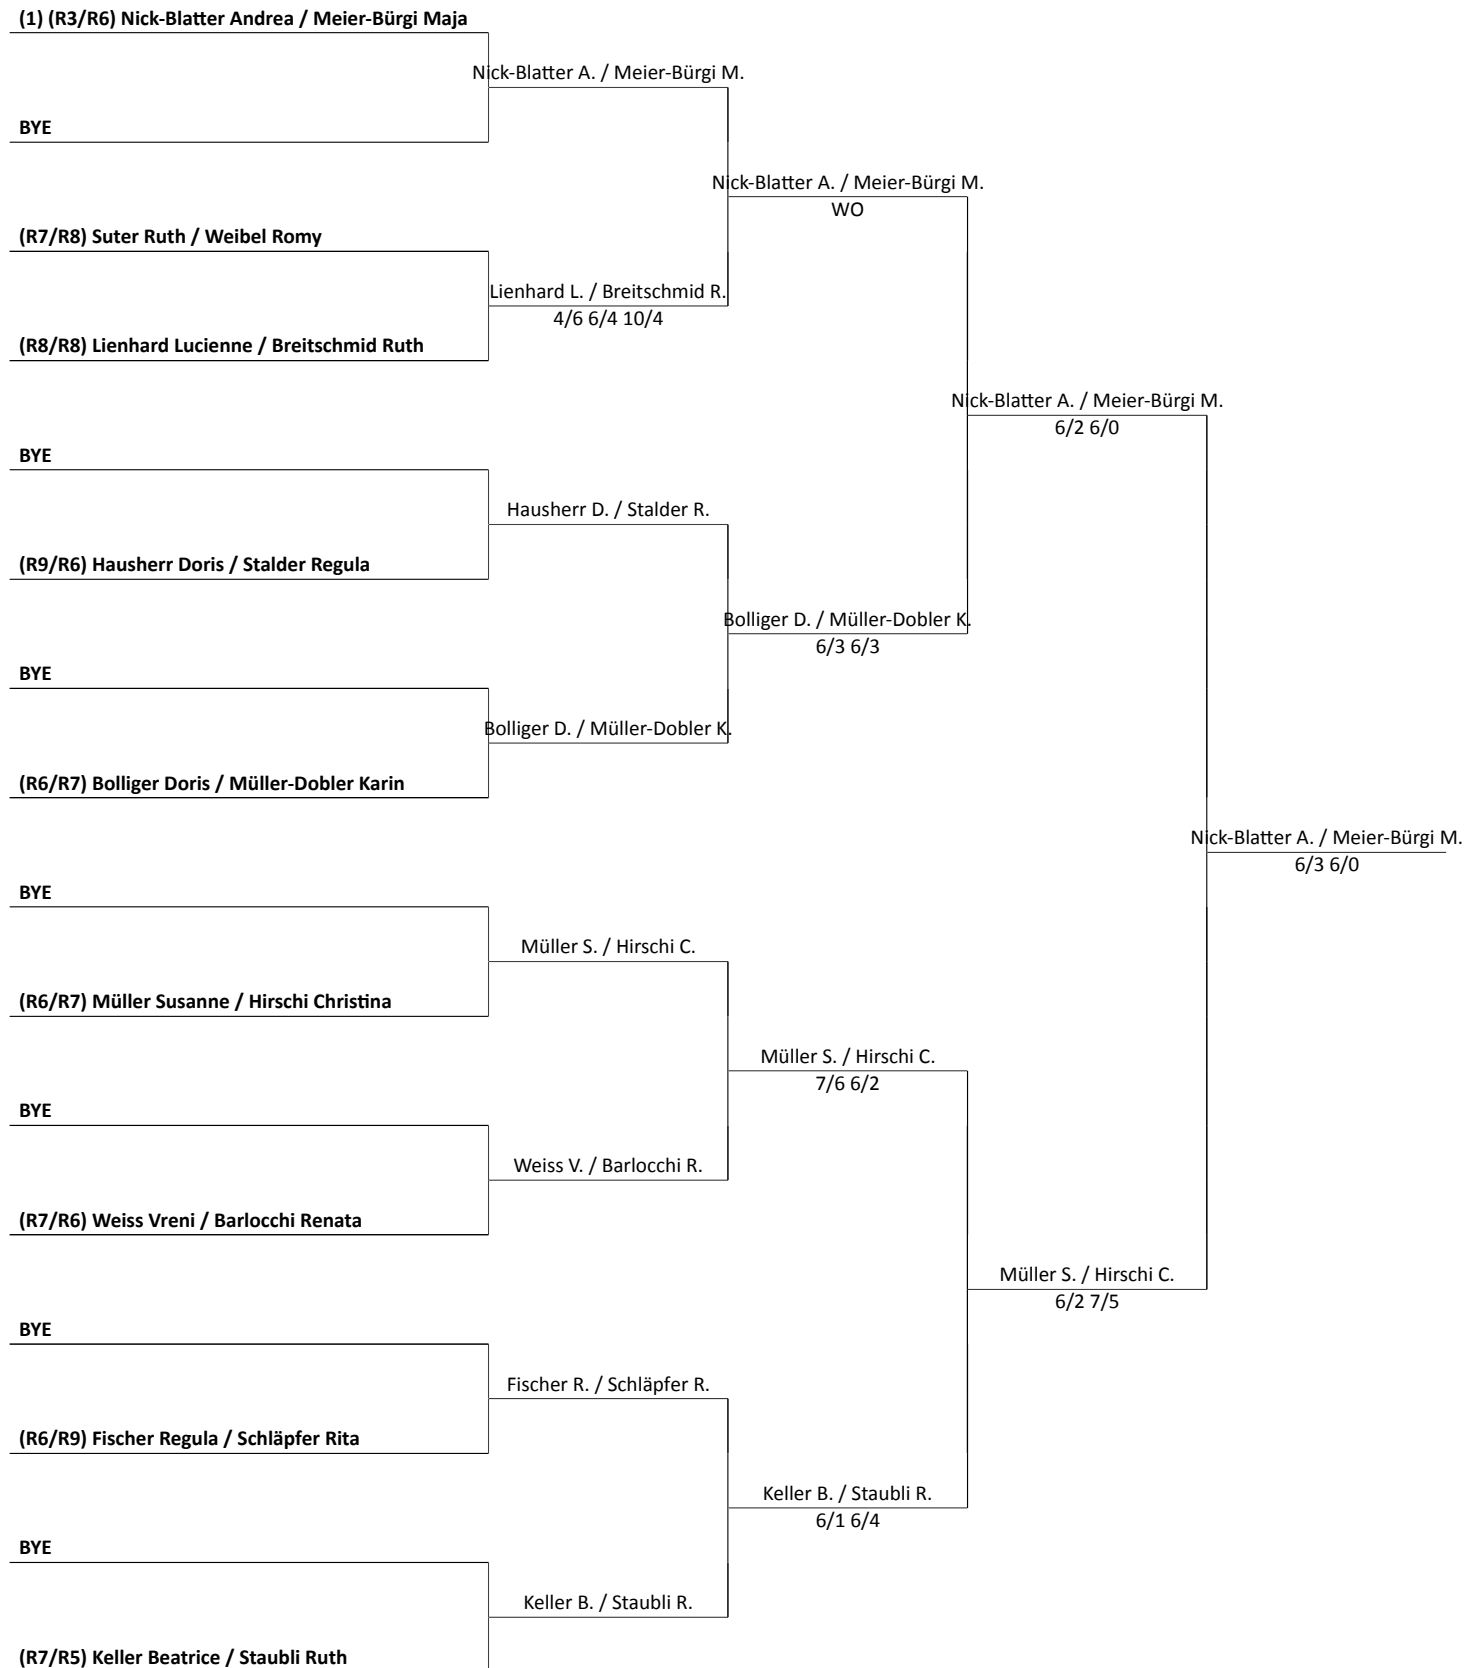 (1) (R3/R6) Nick-Blatter Andrea / Meier-Bürgi Maja
Nick-Blatter A. / Meier-Bürgi M.
BYE
Nick-Blatter A. / Meier-Bürgi M.
WO
(R7/R8) Suter Ruth / Weibel Romy
Lienhard L. / Breitschmid R.
4/6 6/4 10/4
(R8/R8) Lienhard Lucienne / Breitschmid Ruth
Nick-Blatter A. / Meier-Bürgi M.
6/2 6/0
BYE
Hausherr D. / Stalder R.
(R9/R6) Hausherr Doris / Stalder Regula
Bolliger D. / Müller-Dobler K.
6/3 6/3
BYE
Bolliger D. / Müller-Dobler K.
(R6/R7) Bolliger Doris / Müller-Dobler Karin
Nick-Blatter A. / Meier-Bürgi M.
6/3 6/0
BYE
Müller S. / Hirschi C.
(R6/R7) Müller Susanne / Hirschi Christina
Müller S. / Hirschi C.
7/6 6/2
BYE
Weiss V. / Barlocchi R.
(R7/R6) Weiss Vreni / Barlocchi Renata
Müller S. / Hirschi C.
6/2 7/5
BYE
Fischer R. / Schläpfer R.
(R6/R9) Fischer Regula / Schläpfer Rita
Keller B. / Staubli R.
6/1 6/4
BYE
Keller B. / Staubli R.
(R7/R5) Keller Beatrice / Staubli Ruth